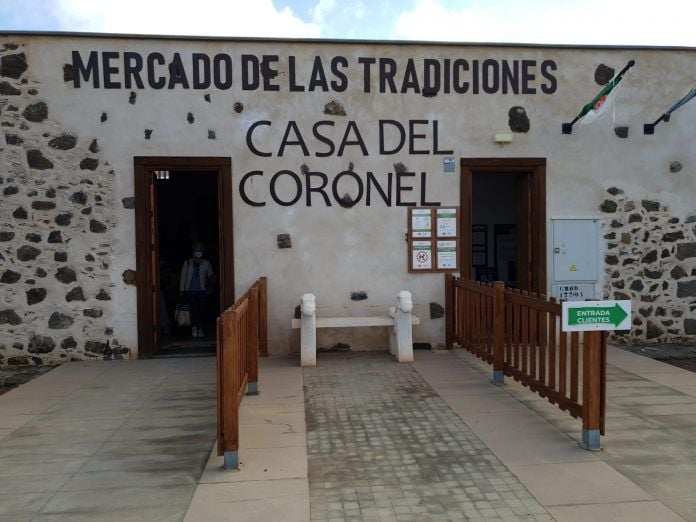 MERCADO DE LAS TRADICIONES
CASA DEL
CORONEL
ENTRADA
CLIENTES